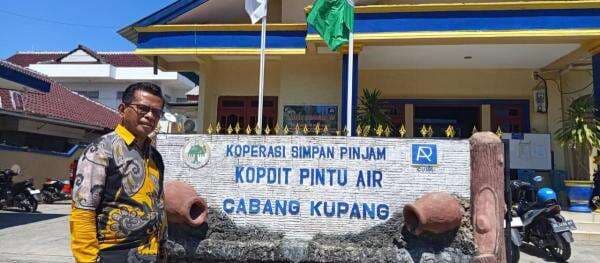 KOPERASI SIMPAN PINJAM
KOPDIT PINTU AIR
CABANG KUPANG